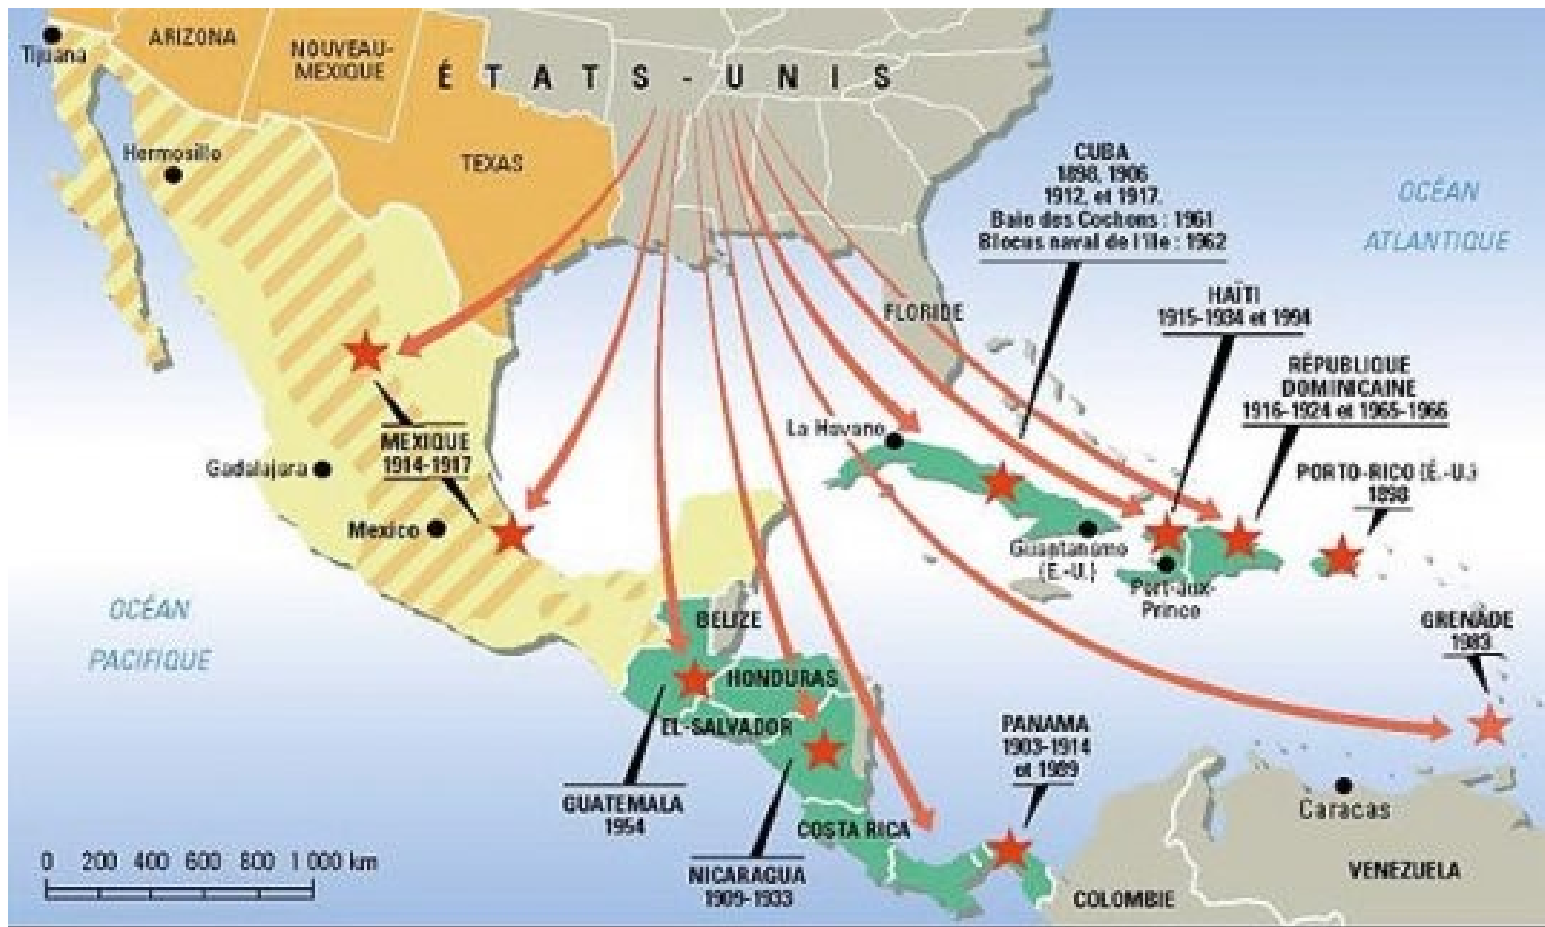 Tijuana
ARIZONA
NOUVEAU-
MEXIQUE
ÉTATS-UNIS
Hermosillo
TEXAS
CUBA
1898, 1906
1912, et 1917.
Baie des Cochons : 1961
Blocus naval de l'île : 1962
OCÉAN
ATLANTIQUE
FLORIDE
HAÏTI
1915-1934 et 1994
RÉPUBLIQUE
DOMINICAINE
1916-1924 et 1965-1966
La Havane
MEXIQUE
1914-1917
Gadalajara
PORTO-RICO (É.-U.)
1898
Mexico
Guantanamo
(E.-U.)
Port-aux-
Prince
OCÉAN
PACIFIQUE
BELIZE
GRENADE
1983
HONDURAS
EL-SALVADOR
PANAMA
1903-1914
et 1989
GUATEMALA
1954
COSTA RICA
Caracas
NICARAGUA
1909-1933
VENEZUELA
COLOMBIE
0 200 400 600 800 1 000 km